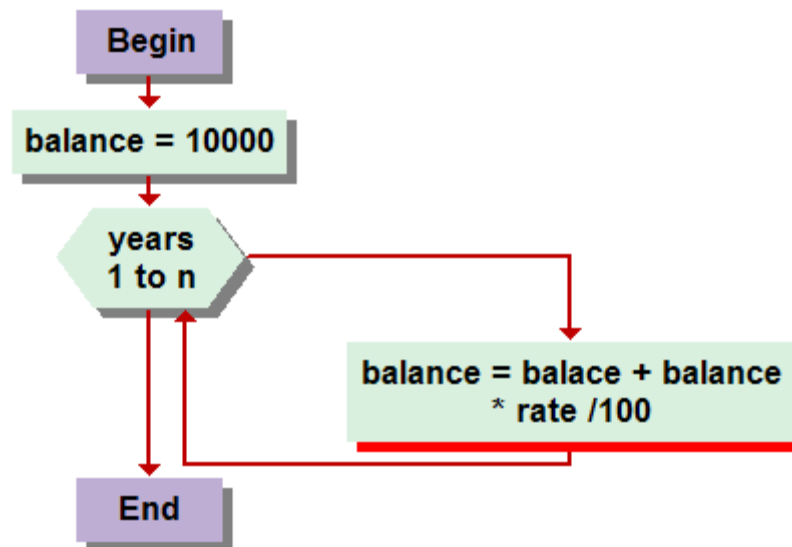 Begin
balance = 10000
years
1 to n
balance = balace + balance
* rate /100
End